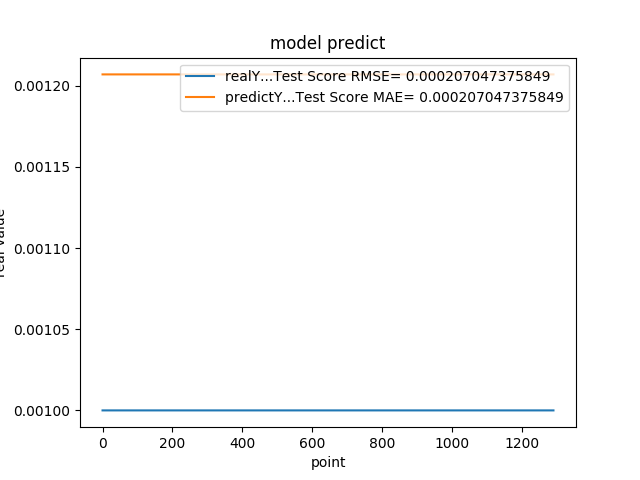 model predict
realY...Test Score RMSE= 0.000207047375849
predictY...Test Score MAE= 0.000207047375849
0.00120
0.00115
0.00110
0.00105
0.00100
0 200 400 600 800 1000 1200
point